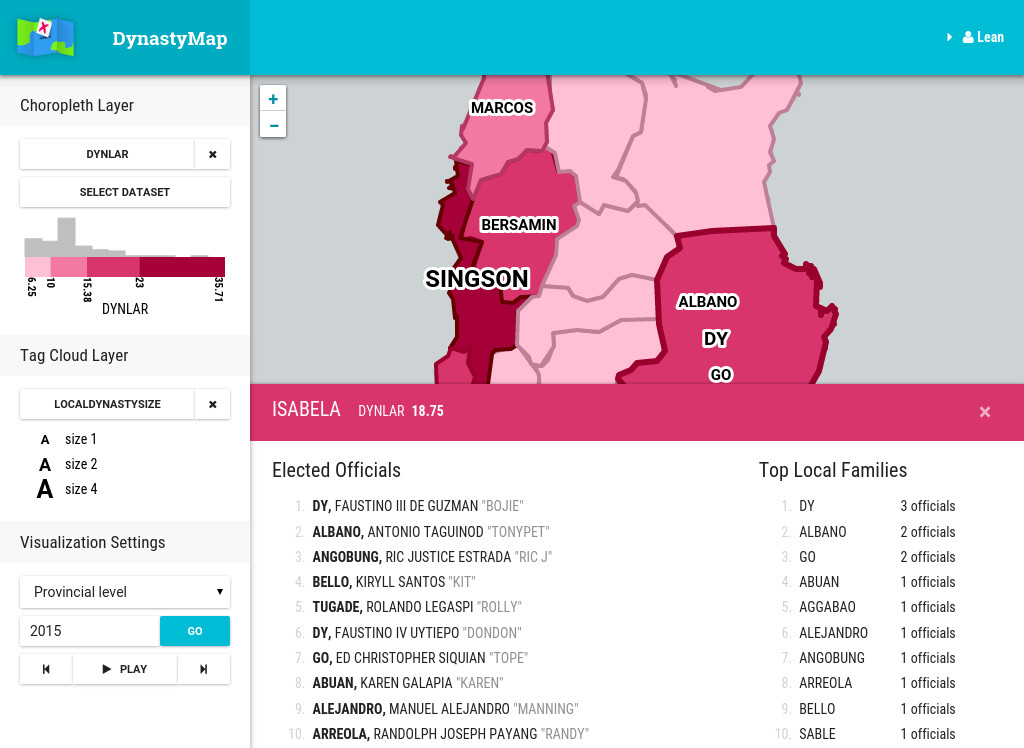 DynastyMap
Lean
Choropleth Layer
DYNLAR ✖
SELECT DATASET
6.25 10 15.38 23 35.71
DYNLAR
Tag Cloud Layer
LOCALDYNASTYSIZE ✖
A size 1
A size 2
A size 4
Visualization Settings
Provincial level
2015 GO
PLAY
+
−
MARCOS
BERSAMIN
SINGSON
ALBANO
DY
GO
ISABELA DYNLAR 18.75 ×
Elected Officials
1. DY, FAUSTINO III DE GUZMAN "BOJIE"
2. ALBANO, ANTONIO TAGUINOD "TONYPET"
3. ANGOBUNG, RIC JUSTICE ESTRADA "RIC J"
4. BELLO, KIRYLL SANTOS "KIT"
5. TUGADE, ROLANDO LEGASPI "ROLLY"
6. DY, FAUSTINO IV UYTIEPO "DONDON"
7. GO, ED CHRISTOPHER SIQUIAN "TOPE"
8. ABUAN, KAREN GALAPIA "KAREN"
9. ALEJANDRO, MANUEL ALEJANDRO "MANNING"
10. ARREOLA, RANDOLPH JOSEPH PAYANG "RANDY"
Top Local Families
1. DY 3 officials
2. ALBANO 2 officials
3. GO 2 officials
4. ABUAN 1 officials
5. AGGABAO 1 officials
6. ALEJANDRO 1 officials
7. ANGOBUNG 1 officials
8. ARREOLA 1 officials
9. BELLO 1 officials
10. SABLE 1 officials